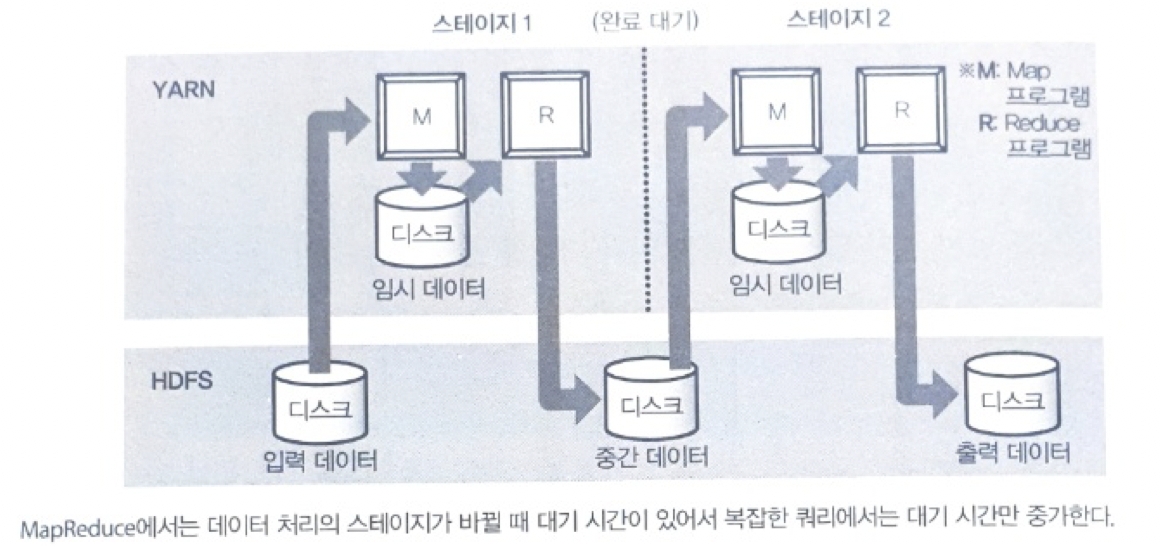 스테이지 1 (완료 대기) 스테이지 2
YARN
M
R
M
R
※M: Map
프로그램
R: Reduce
프로그램
디스크
임시 데이터
디스크
임시 데이터
HDFS
디스크
입력 데이터
디스크
중간 데이터
디스크
출력 데이터
MapReduce에서는 데이터 처리의 스테이지가 바뀔 때 대기 시간이 있어서 복잡한 쿼리에서는 대기 시간만 중가한다.